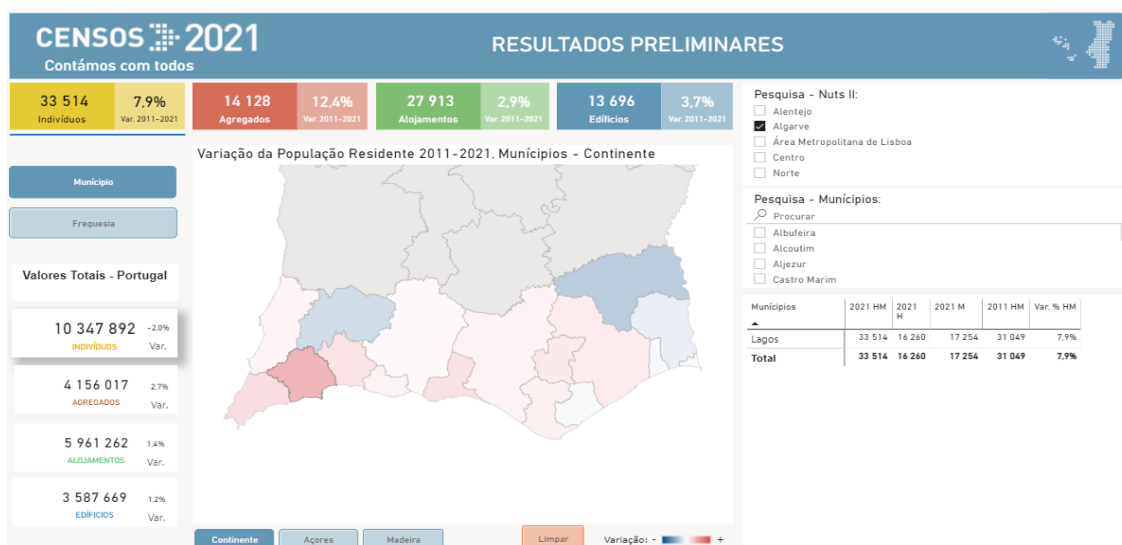 CENSOS 2021
Contámos com todos
RESULTADOS PRELIMINARES
33 514
Indivíduos
7,9%
Var. 2011-2021
14 128
Agregados
12,4%
Var. 2011-2021
27 913
Alojamentos
2,9%
Var. 2011-2021
13 696
Edíficios
3,7%
Var. 2011-2021
Município
Freguesia
Valores Totais - Portugal
10 347 892 -2,0%
INDIVÍDUOS Var.
4 156 017 2,7%
AGREGADOS Var.
5 961 262 1,4%
ALOJAMENTOS Var.
3 587 669 1,2%
EDÍFICIOS Var.
Variação da População Residente 2011-2021, Municípios - Continente
Continente Açores Madeira Limpar Variação: - +
Pesquisa - Nuts II:
Alentejo
Algarve
Área Metropolitana de Lisboa
Centro
Norte
Pesquisa - Municípios:
Procurar
Albufeira
Alcoutim
Aljezur
Castro Marim
Municípios 2021 HM 2021 H 2021 M 2011 HM Var. % HM
Lagos 33 514 16 260 17 254 31 049 7,9%
Total 33 514 16 260 17 254 31 049 7,9%